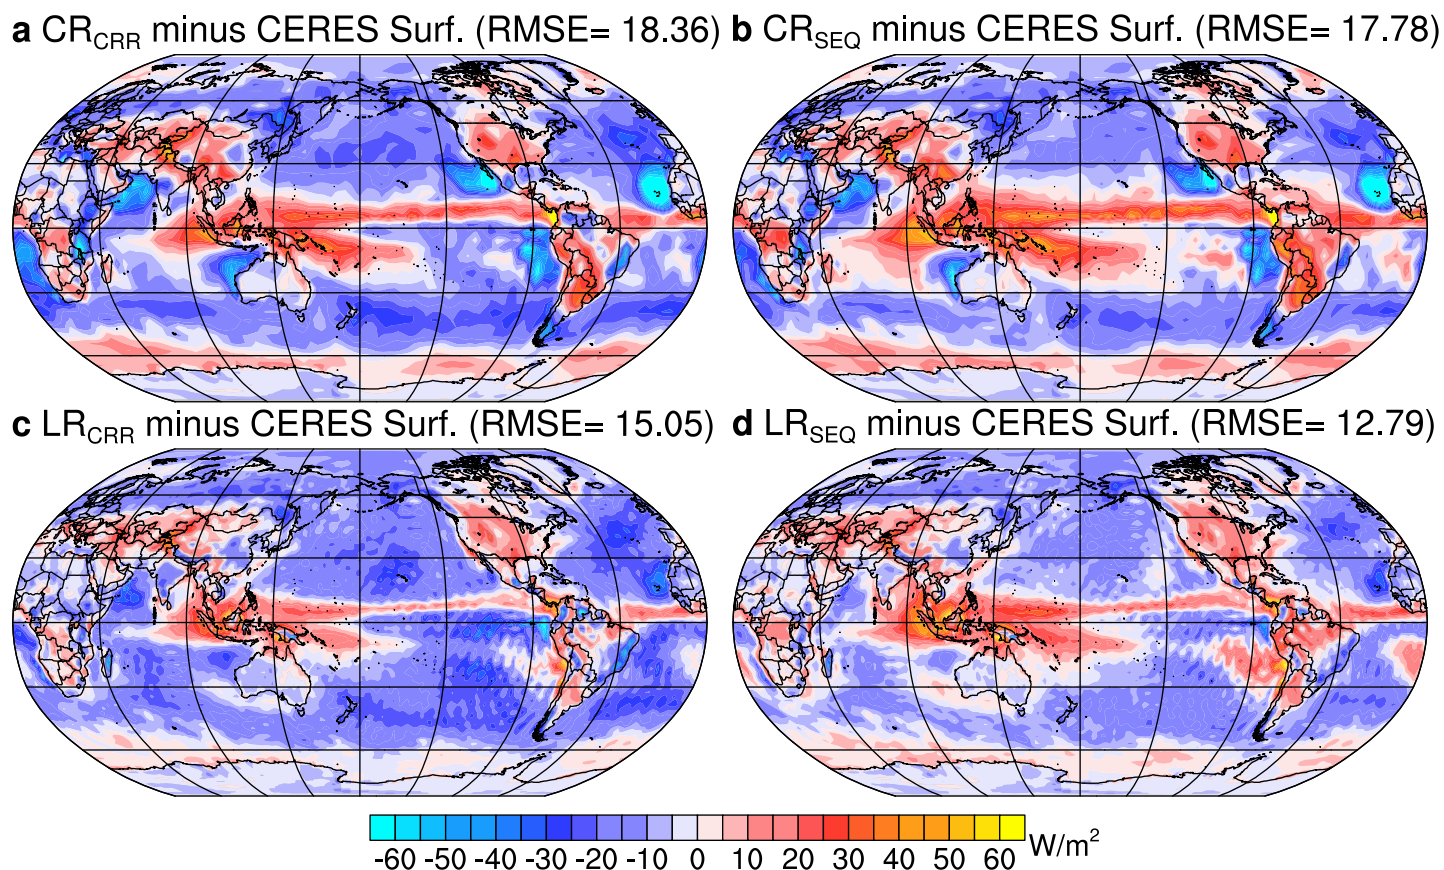 a CR_CRR minus CERES Surf. (RMSE= 18.36)
b CR_SEQ minus CERES Surf. (RMSE= 17.78)
c LR_CRR minus CERES Surf. (RMSE= 15.05)
d LR_SEQ minus CERES Surf. (RMSE= 12.79)
-60 -50 -40 -30 -20 -10 0 10 20 30 40 50 60 W/m²